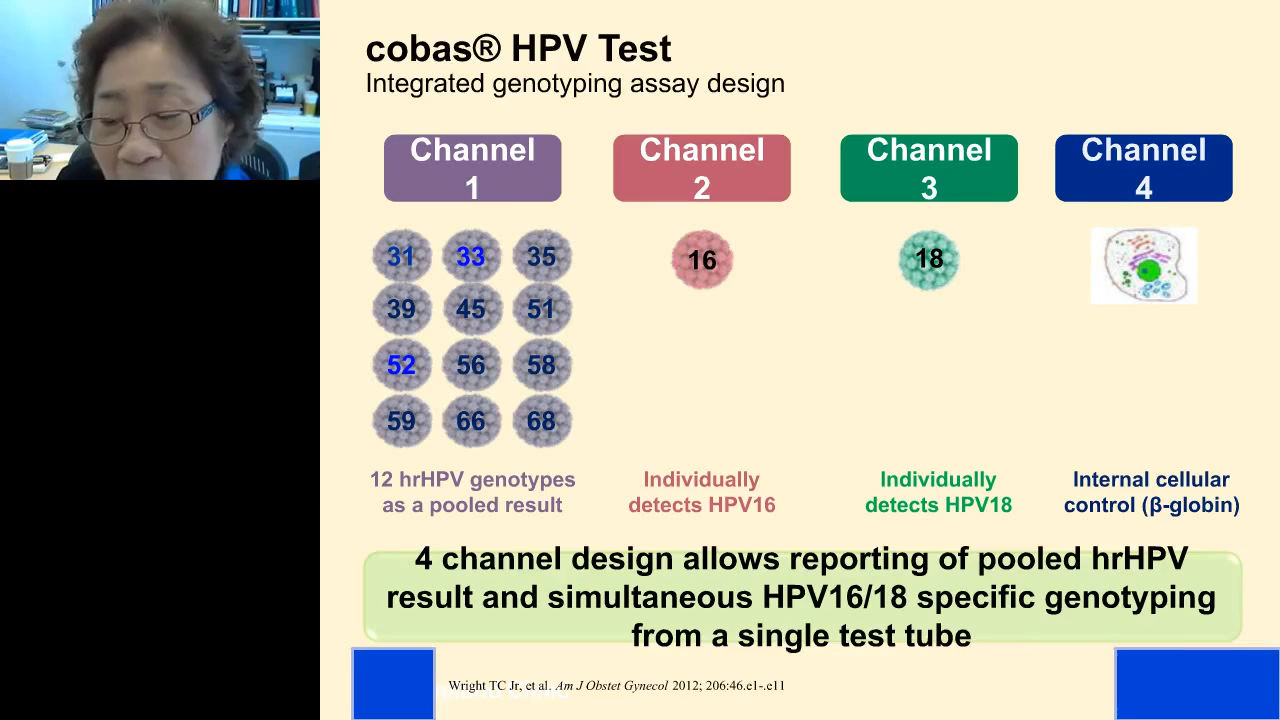 cobas® HPV Test
Integrated genotyping assay design
Channel
1
Channel
2
Channel
3
Channel
4
31 33 35
39 45 51
52 56 58
59 66 68
16
18
12 hrHPV genotypes
as a pooled result
Individually
detects HPV16
Individually
detects HPV18
Internal cellular
control (β-globin)
4 channel design allows reporting of pooled hrHPV
result and simultaneous HPV16/18 specific genotyping
from a single test tube
Wright TC Jr, et al. Am J Obstet Gynecol 2012; 206:46.e1-.e11